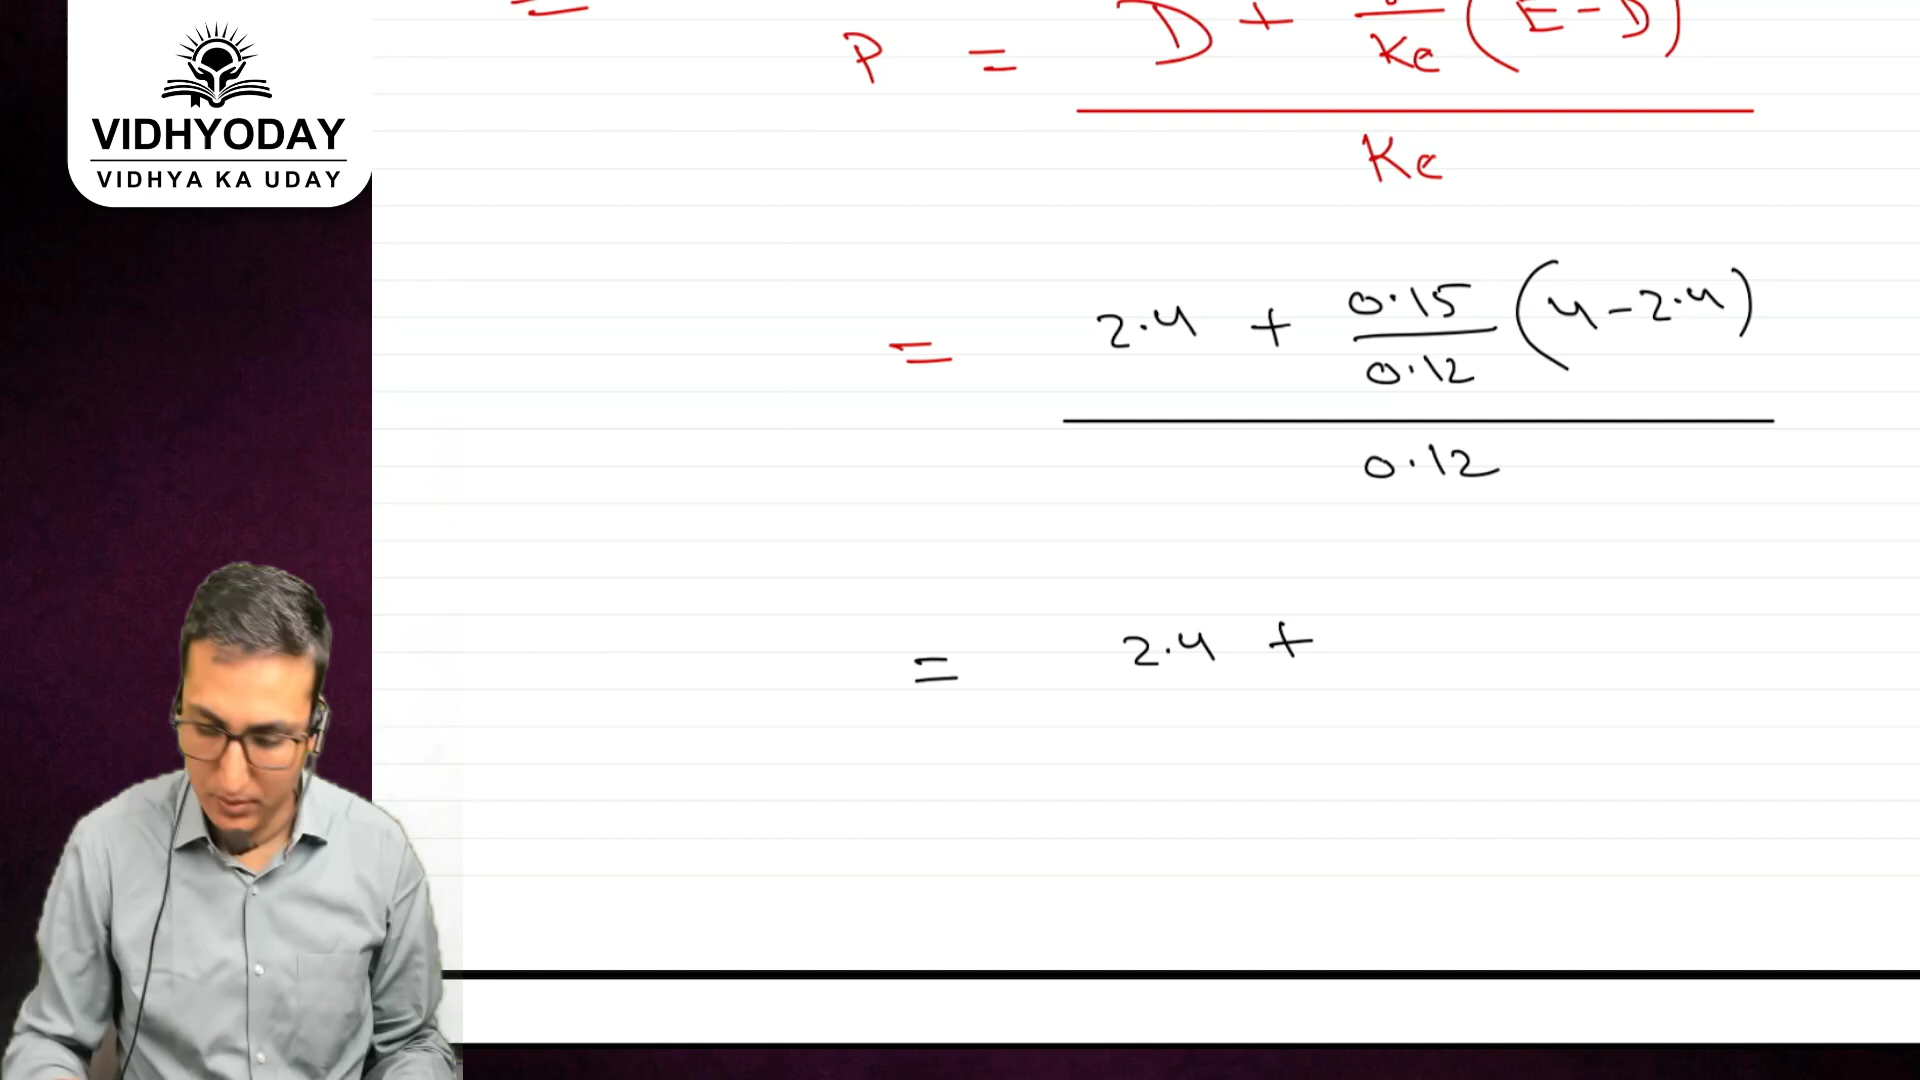 VIDHYODAY
VIDHYA KA UDAY
P = D + / Ke (E - D)
Ke
= 2.4 + 0.15 / 0.12 (4 - 2.4)
0.12
= 2.4 +